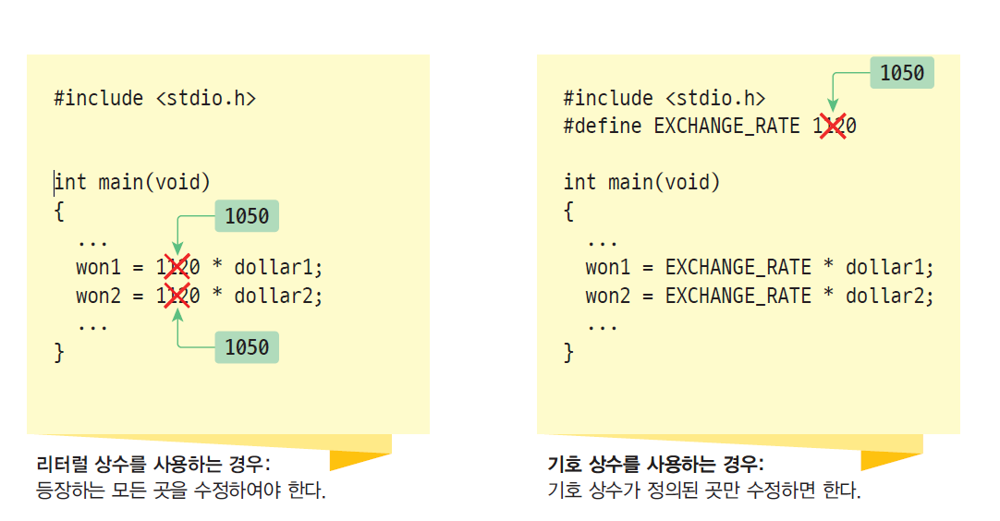 #include <stdio.h>
int main(void)
{
...
1050
won1 = 1120 * dollar1;
won2 = 1120 * dollar2;
...
1050
}
리터럴 상수를 사용하는 경우:
등장하는 모든 곳을 수정하여야 한다.
1050
#include <stdio.h>
#define EXCHANGE_RATE 1120
int main(void)
{
...
won1 = EXCHANGE_RATE * dollar1;
won2 = EXCHANGE_RATE * dollar2;
...
}
기호 상수를 사용하는 경우:
기호 상수가 정의된 곳만 수정하면 한다.